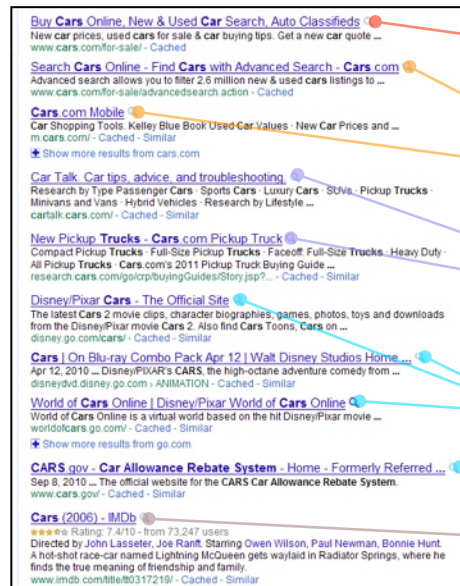 Buy Cars Online, New & Used Car Search, Auto Classifieds
New car prices, used cars for sale & car buying tips. Get a new car quote ...
www.cars.com/for-sale/ - Cached
Search Cars Online - Find Cars with Advanced Search - Cars.com
Advanced search allows you to filter 2.6 million new & used cars listings to ...
www.cars.com/for-sale/advancedsearch.action - Cached
Cars.com Mobile
Car Shopping Tools. Kelley Blue Book Used Car Values · New Car Prices and ...
m.cars.com/ - Cached - Similar
Show more results from cars.com
Car Talk. Car tips, advice, and troubleshooting.
Research by Type Passenger Cars · Sports Cars · Luxury Cars · SUVs · Pickup Trucks ·
Minivans and Vans · Hybrid Vehicles · Research by Lifestyle ...
cartalk.cars.com/ - Cached - Similar
New Pickup Trucks - Cars.com Pickup Truck
Compact Pickup Trucks · Full-Size Pickup Trucks · Faceoff: Full-Size Trucks · Heavy Duty ·
All Pickup Trucks · Cars.com's 2011 Pickup Truck Buying Guide ...
research.cars.com/go/crp/buyingGuides/Story.jsp?... - Cached - Similar
Disney/Pixar Cars - The Official Site
The latest Cars 2 movie clips, character biographies, games, photos, toys and downloads
from the Disney/Pixar movie Cars 2. Also find Cars Toons, Cars on ...
disney.go.com/cars/ - Cached - Similar
Cars | On Blu-ray Combo Pack Apr 12 | Walt Disney Studios Home ...
Apr 12, 2010 ... Disney/PIXAR's CARS, the high-octane adventure comedy from ...
disneydvd.disney.go.com › ANIMATION - Cached - Similar
World of Cars Online | Disney/Pixar World of Cars Online
World of Cars Online is a virtual world based on the hit Disney/Pixar movie ...
worldofcars.go.com/ - Cached - Similar
Show more results from go.com
CARS.gov - Car Allowance Rebate System - Home - Formerly Referred ...
Sep 8, 2010 ... The official website for the CARS Car Allowance Rebate System.
www.cars.gov/ - Cached - Similar
Cars (2006) - IMDb
Rating: 7.4/10 - from 73,247 users
Directed by John Lasseter, Joe Ranft. Starring Owen Wilson, Paul Newman, Bonnie Hunt.
A hot-shot race-car named Lightning McQueen gets waylaid in Radiator Springs, where he
finds the true meaning of friendship and family.
www.imdb.com/title/tt0317219/ - Cached - Similar